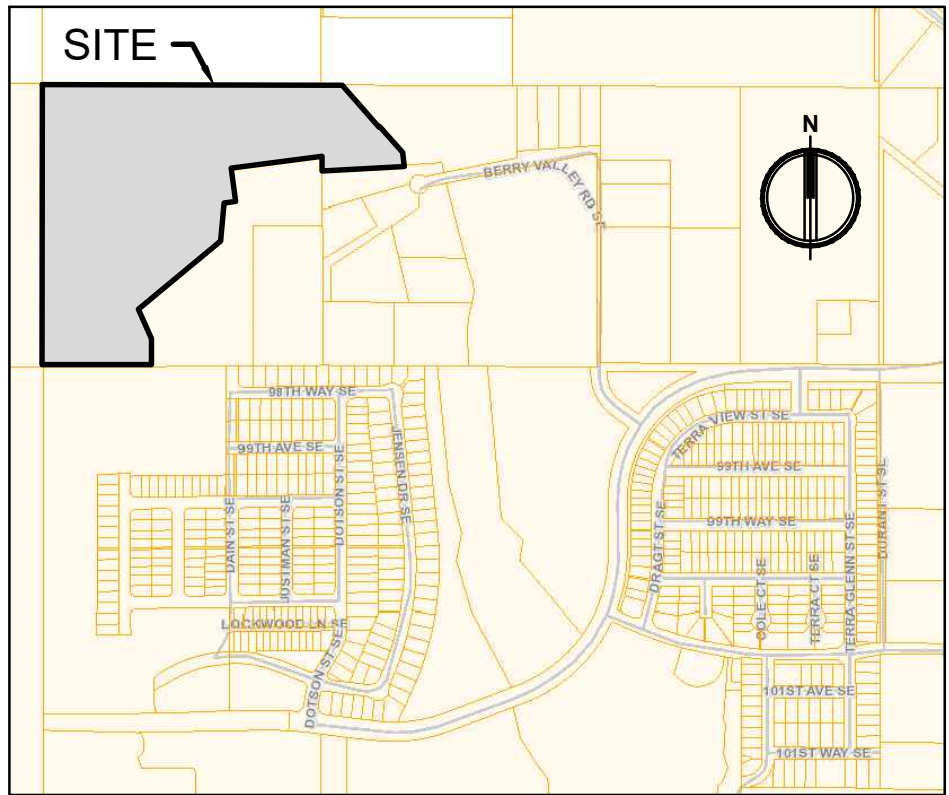 SITE
N
BERRY VALLEY RD SE
98TH WAY SE
99TH AVE SE
JENSEN DR SE
DOTSON ST SE
DAIN ST SE
JUSTMAN ST SE
LOCKWOOD LN SE
DOTSON ST SE
TERRA VIEW ST SE
99TH AVE SE
99TH WAY SE
DRAGT ST SE
COLE CT SE
TERRA CT SE
TERRA GLENN ST SE
DURANT ST SE
101ST AVE SE
101ST WAY SE